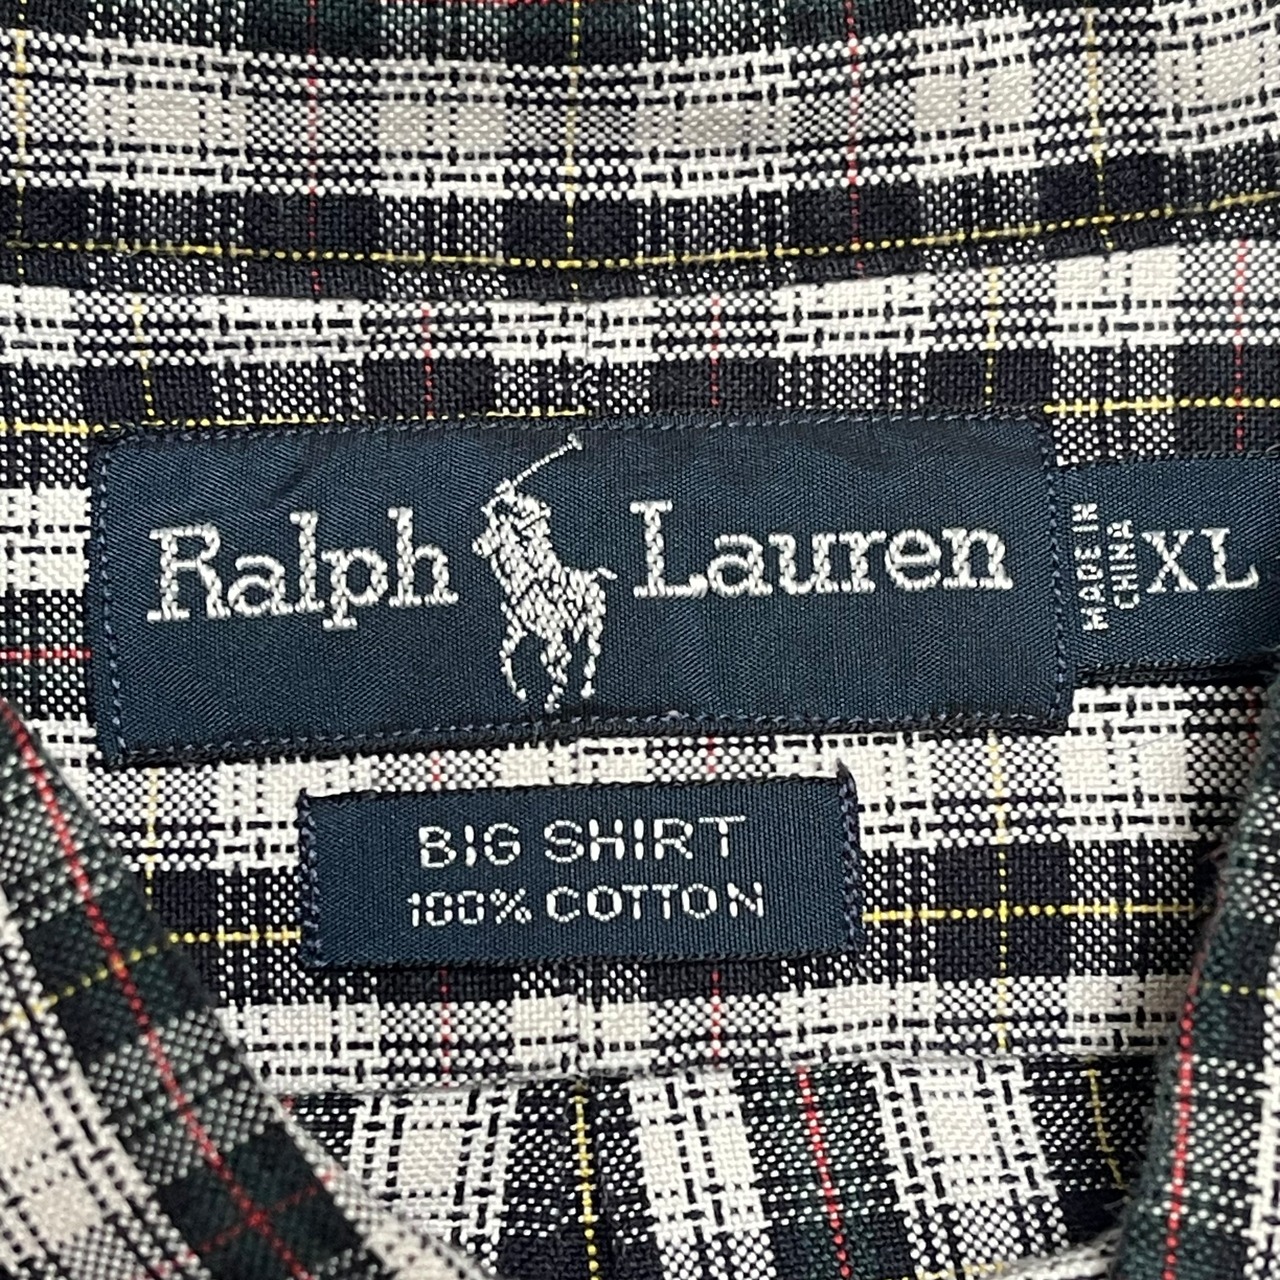 Ralph Lauren
MADE IN
CHINA
XL
BIG SHIRT
100% COTTON